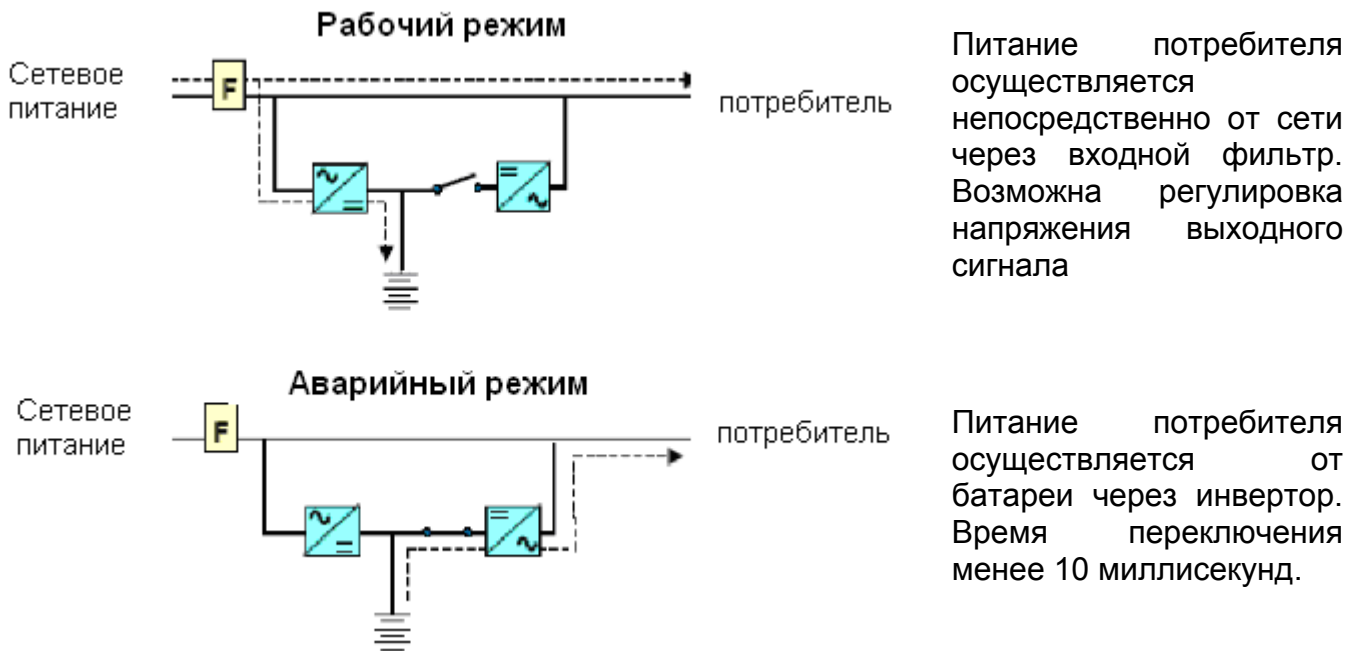 Рабочий режим
Сетевое
питание
F
потребитель
Питание потребителя
осуществляется
непосредственно от сети
через входной фильтр.
Возможна регулировка
напряжения выходного
сигнала
Аварийный режим
Сетевое
питание
F
потребитель
Питание потребителя
осуществляется от
батареи через инвертор.
Время переключения
менее 10 миллисекунд.